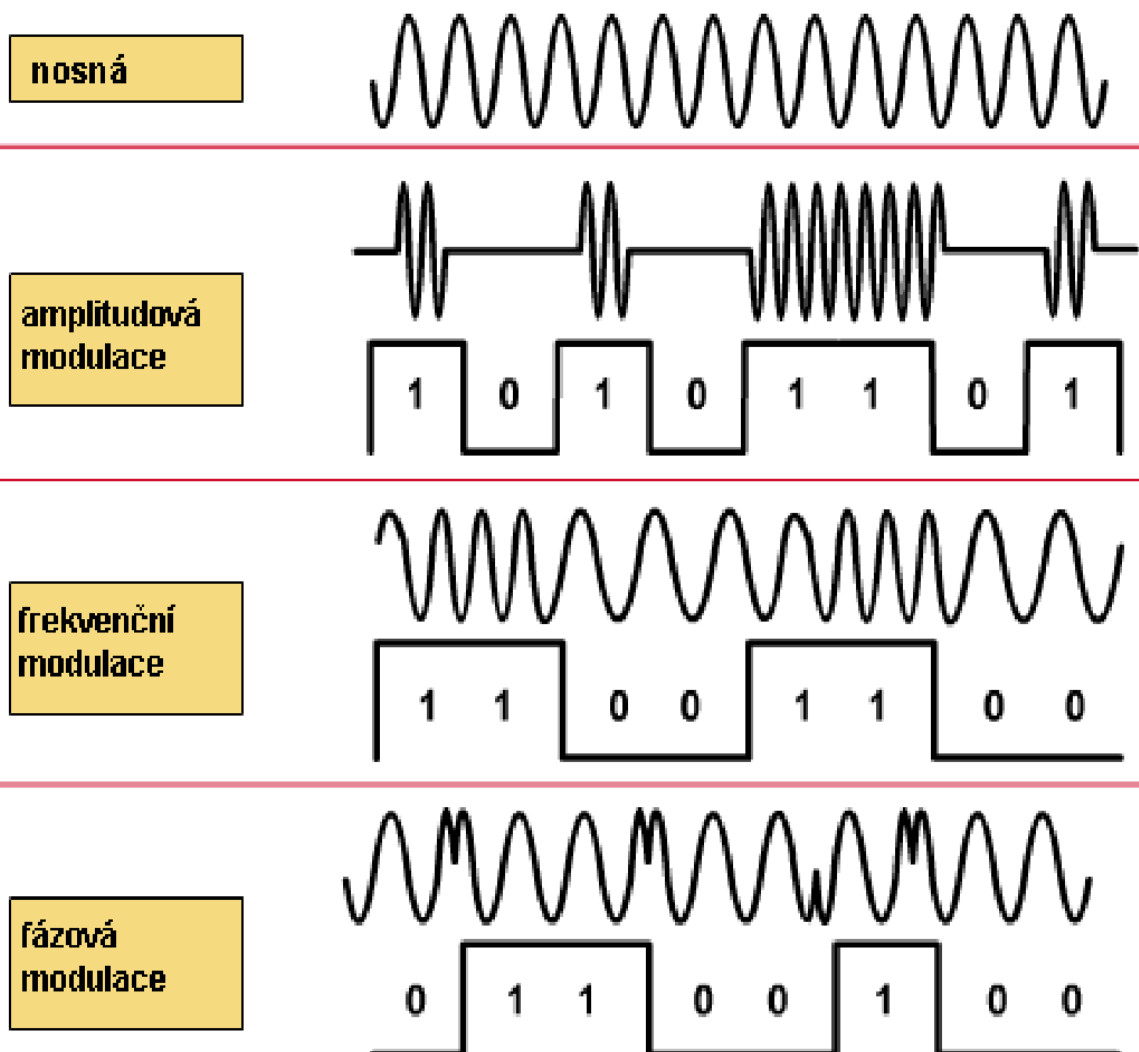 nosná
amplitudová
modulace
1 0 1 0 1 1 0 1
frekvenční
modulace
1 1 0 0 1 1 0 0
fázová
modulace
0 1 1 0 0 1 0 0